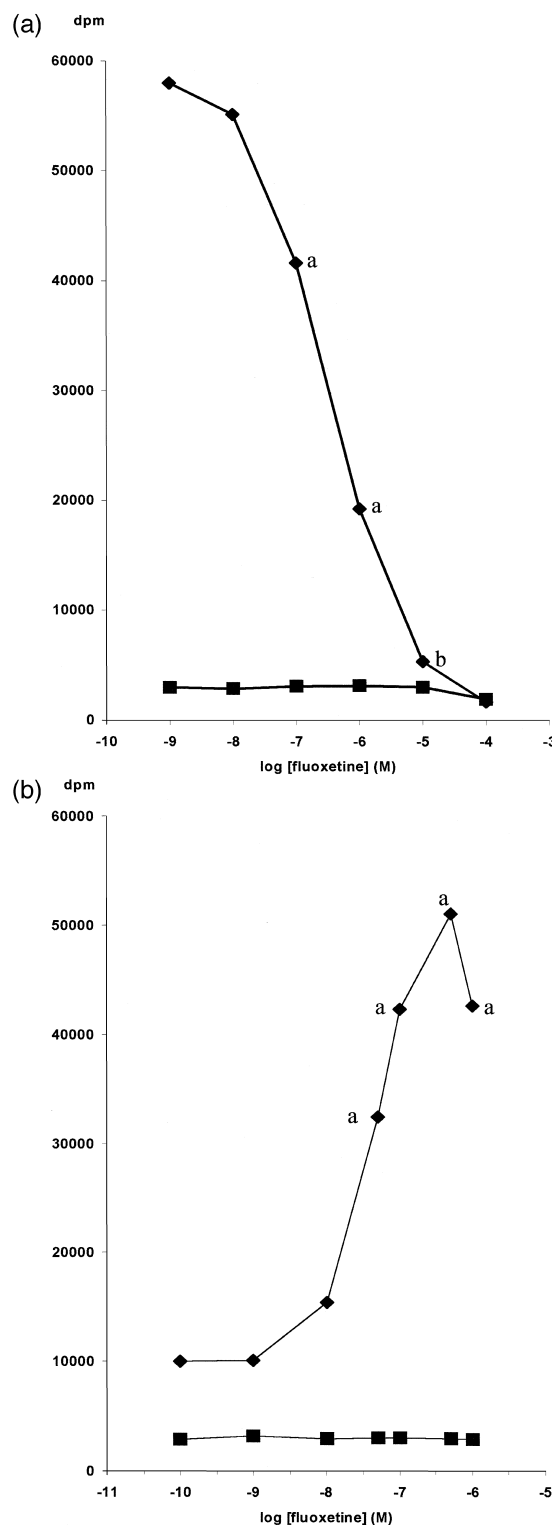 (a)
dpm
60000
50000
40000
30000
20000
10000
0
a
a
b
-10 -9 -8 -7 -6 -5 -4 -3
log [fluoxetine] (M)
(b)
dpm
60000
50000
40000
30000
20000
10000
0
a
a
a
a
-11 -10 -9 -8 -7 -6 -5
log [fluoxetine] (M)